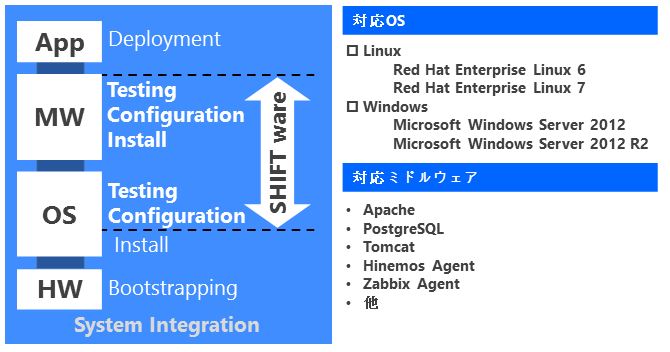 App
Deployment
MW
Testing
Configuration
Install
SHIFT ware
OS
Testing
Configuration
Install
HW
Bootstrapping
System Integration
対応OS
Linux
Red Hat Enterprise Linux 6
Red Hat Enterprise Linux 7
Windows
Microsoft Windows Server 2012
Microsoft Windows Server 2012 R2
対応ミドルウェア
• Apache
• PostgreSQL
• Tomcat
• Hinemos Agent
• Zabbix Agent
• 他